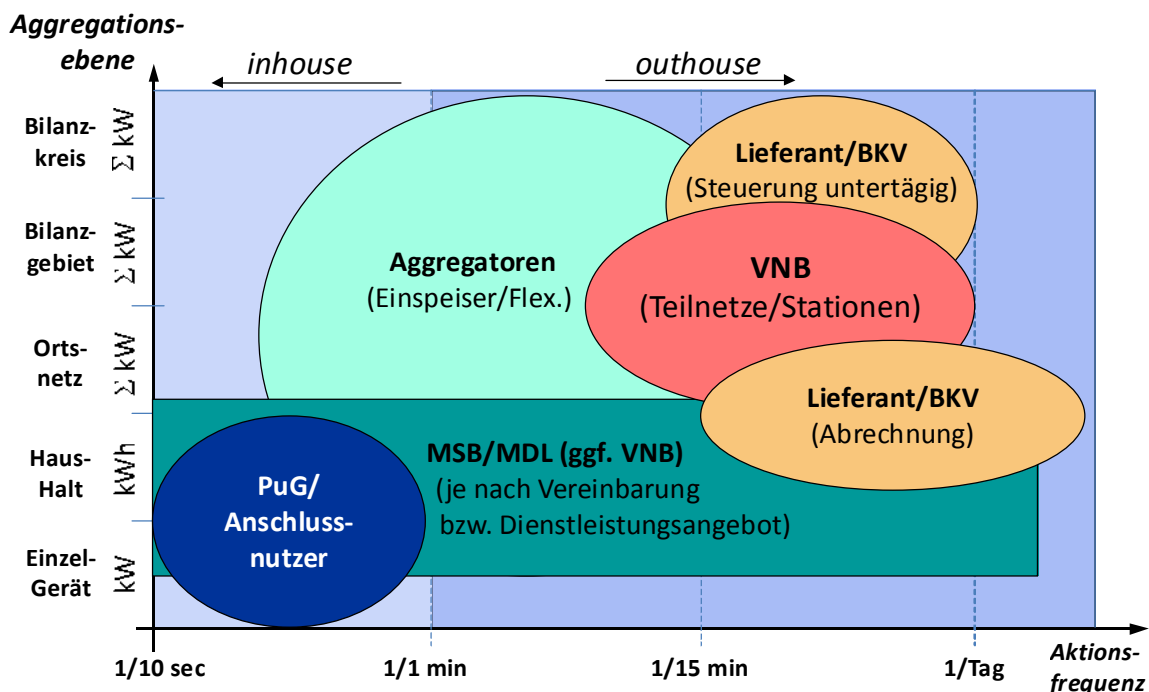 Aggregations-
ebene
inhouse
outhouse
Bilanz-
kreis
Σ kW
Bilanz-
gebiet
Σ kW
Orts-
netz
Σ kW
Haus-
Halt
kWh
Einzel-
Gerät
kW
Lieferant/BKV
(Steuerung untertägig)
Aggregatoren
(Einspeiser/Flex.)
VNB
(Teilnetze/Stationen)
Lieferant/BKV
(Abrechnung)
MSB/MDL (ggf. VNB)
(je nach Vereinbarung
bzw. Dienstleistungsangebot)
PuG/
Anschluss-
nutzer
1/10 sec
1/1 min
1/15 min
1/Tag
Aktions-
frequenz